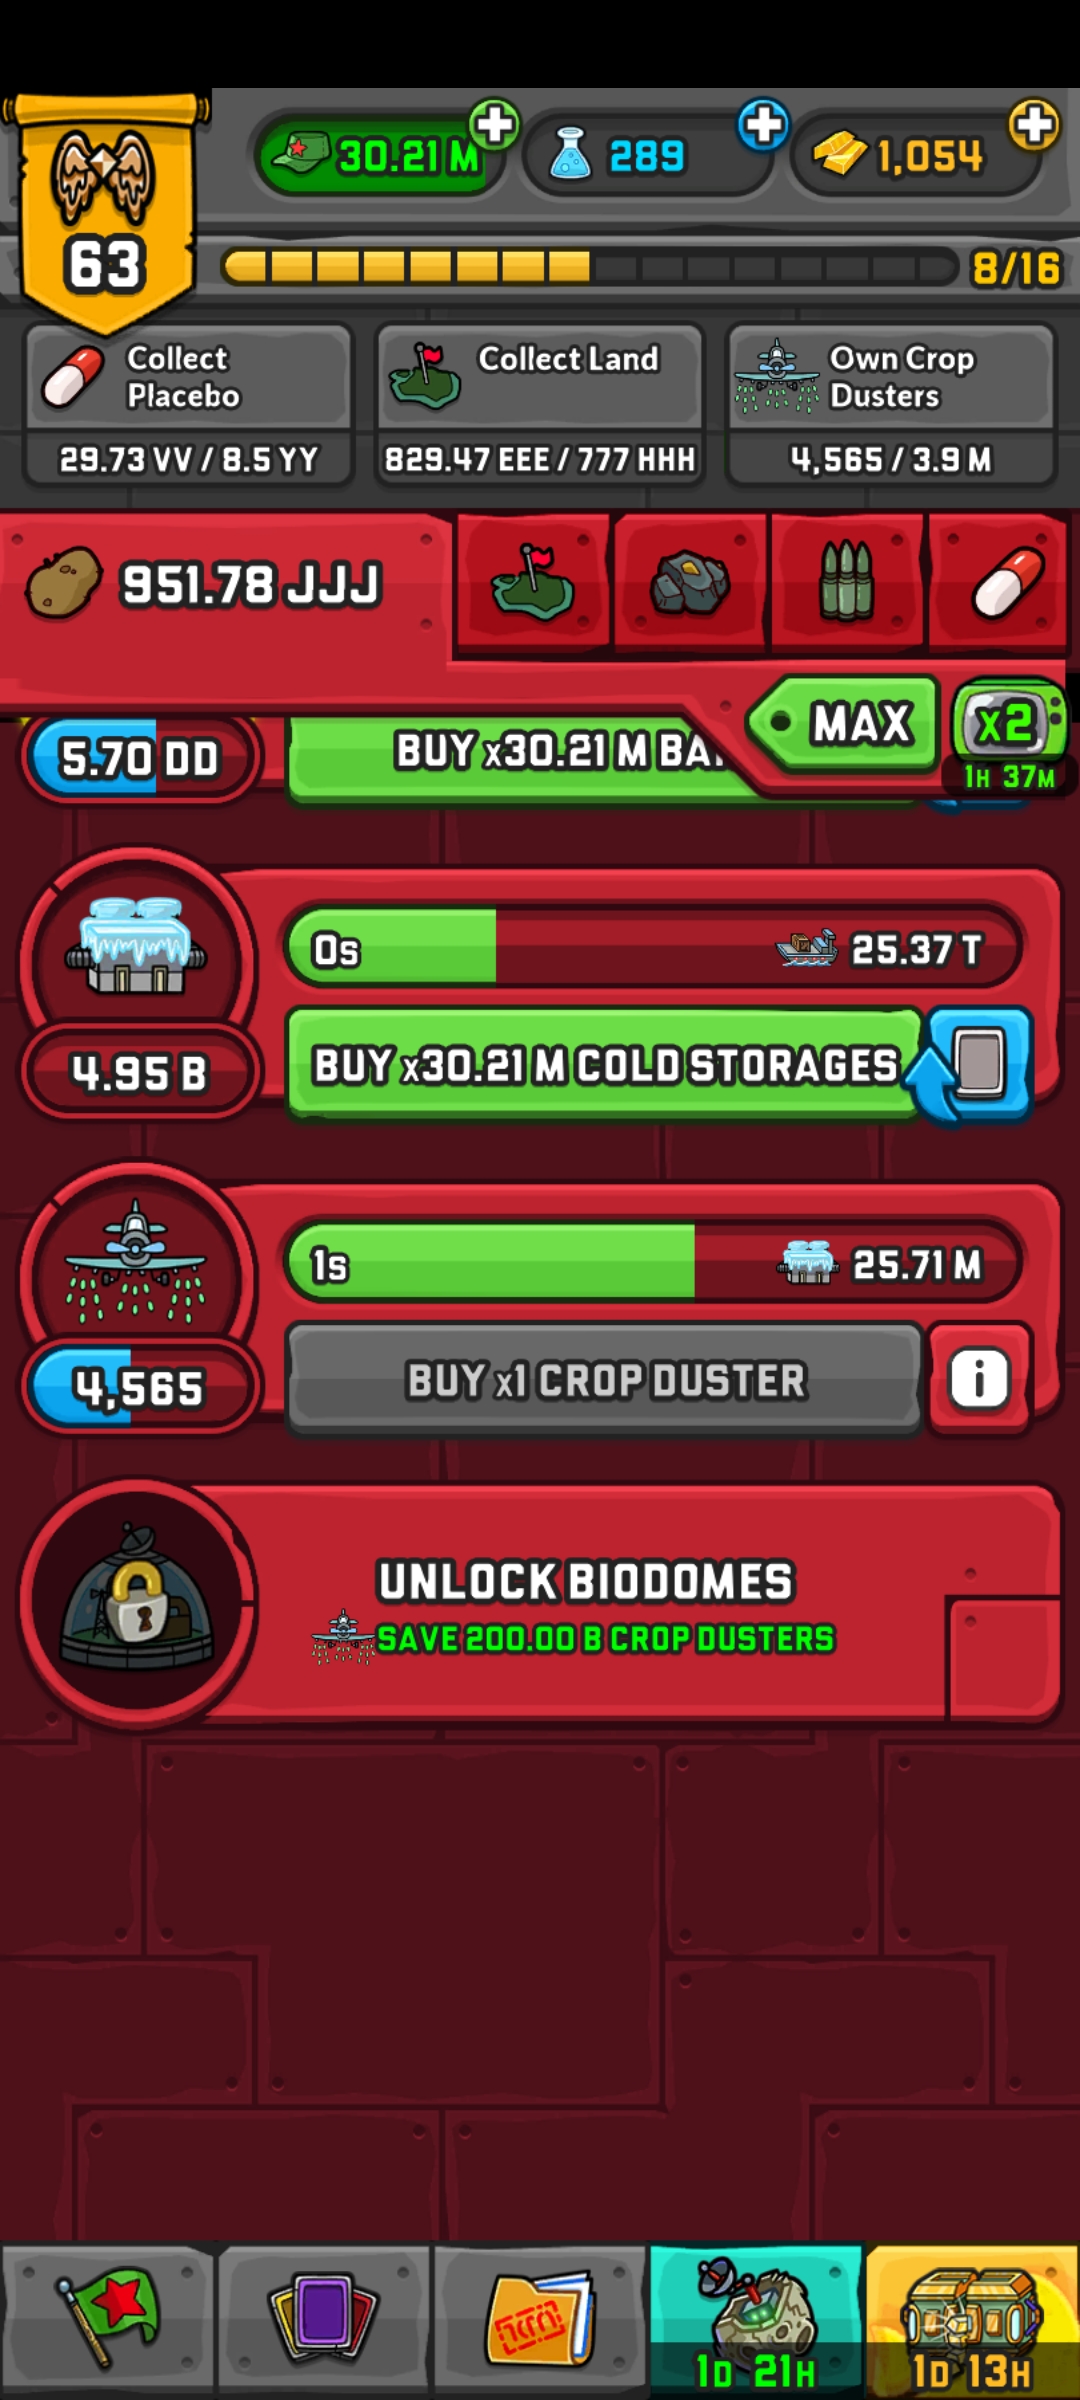 30.21 M
289
1,054
63
8/16
Collect
Placebo
29.73 VV / 8.5 YY
Collect Land
829.47 EEE / 777 HHH
Own Crop
Dusters
4,565 / 3.9 M
951.78 JJJ
MAX
x2
1H 37M
5.70 DD
BUY x30.21 M
0s
25.37 T
4.95 B
BUY x30.21 M COLD STORAGES
1s
25.71 M
4,565
BUY x1 CROP DUSTER
i
UNLOCK BIODOMES
SAVE 200.00 B CROP DUSTERS
1D 21H
1D 13H